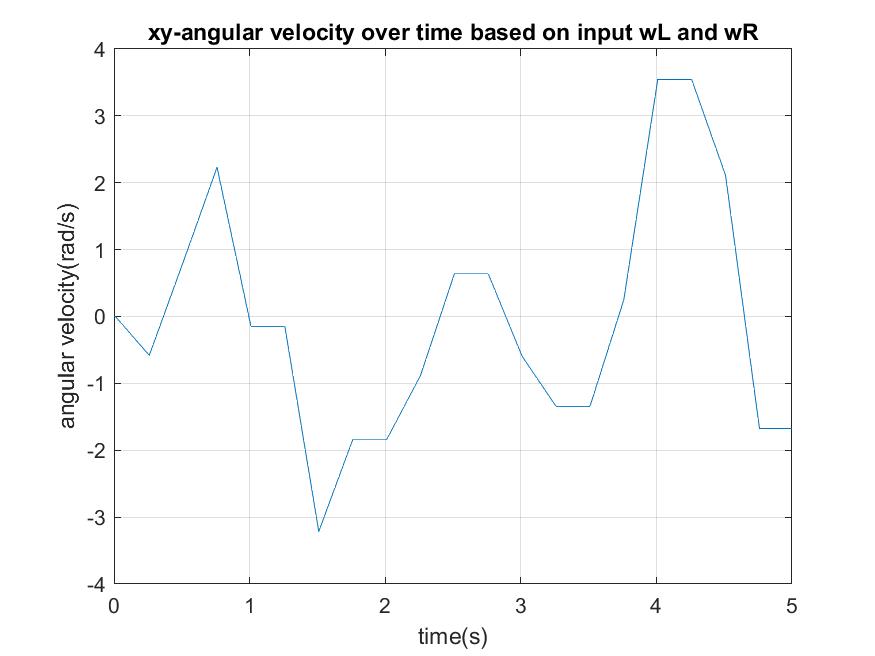 xy-angular velocity over time based on input wL and wR
4
3
2
1
0
-1
-2
-3
-4
angular velocity(rad/s)
0 1 2 3 4 5
time(s)